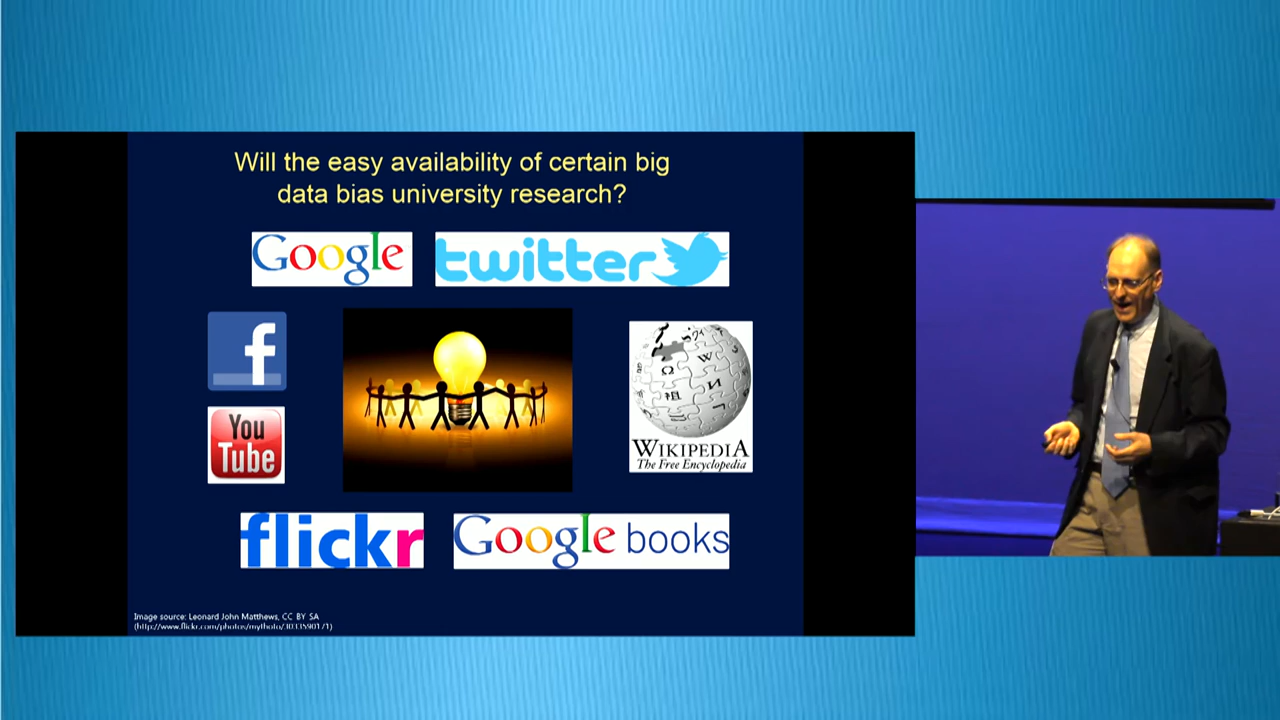 Will the easy availability of certain big
data bias university research?
Google
twitter
f
You
Tube
Ω
W
И
祖
WIKIPEDIA
The Free Encyclopedia
flickr
Google books
Image source: Leonard John Matthews, CC BY SA